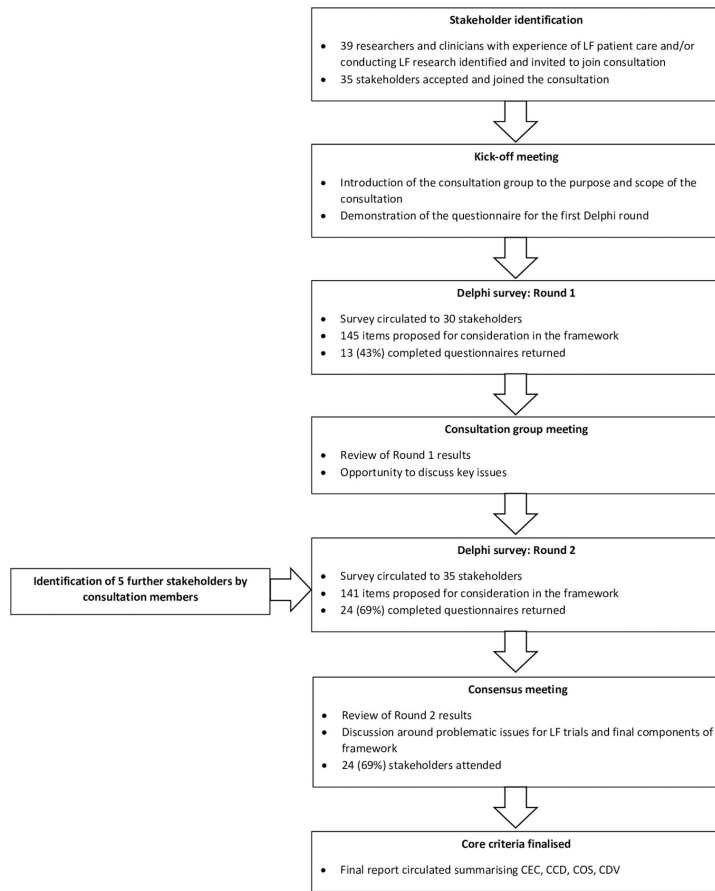 Stakeholder identification
• 39 researchers and clinicians with experience of LF patient care and/or
conducting LF research identified and invited to join consultation
• 35 stakeholders accepted and joined the consultation
Kick-off meeting
• Introduction of the consultation group to the purpose and scope of the
consultation
• Demonstration of the questionnaire for the first Delphi round
Delphi survey: Round 1
• Survey circulated to 30 stakeholders
• 145 items proposed for consideration in the framework
• 13 (43%) completed questionnaires returned
Consultation group meeting
• Review of Round 1 results
• Opportunity to discuss key issues
Identification of 5 further stakeholders by
consultation members
Delphi survey: Round 2
• Survey circulated to 35 stakeholders
• 141 items proposed for consideration in the framework
• 24 (69%) completed questionnaires returned
Consensus meeting
• Review of Round 2 results
• Discussion around problematic issues for LF trials and final components of
framework
• 24 (69%) stakeholders attended
Core criteria finalised
• Final report circulated summarising CEC, CCD, COS, CDV